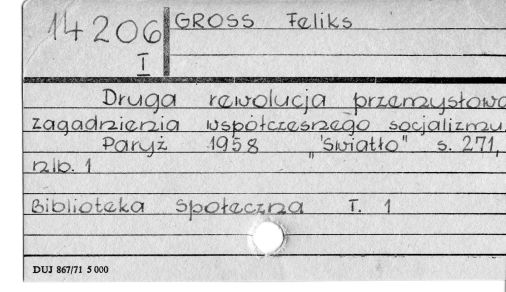 14206
I
GROSS Feliks
Druga rewolucja przemysłowa
zagadnienia współczesnego socjalizmu
Paryż 1958 "Światło" s. 271,
nlb. 1
Biblioteka Społeczna T. 1
DUJ 867/71 5 000